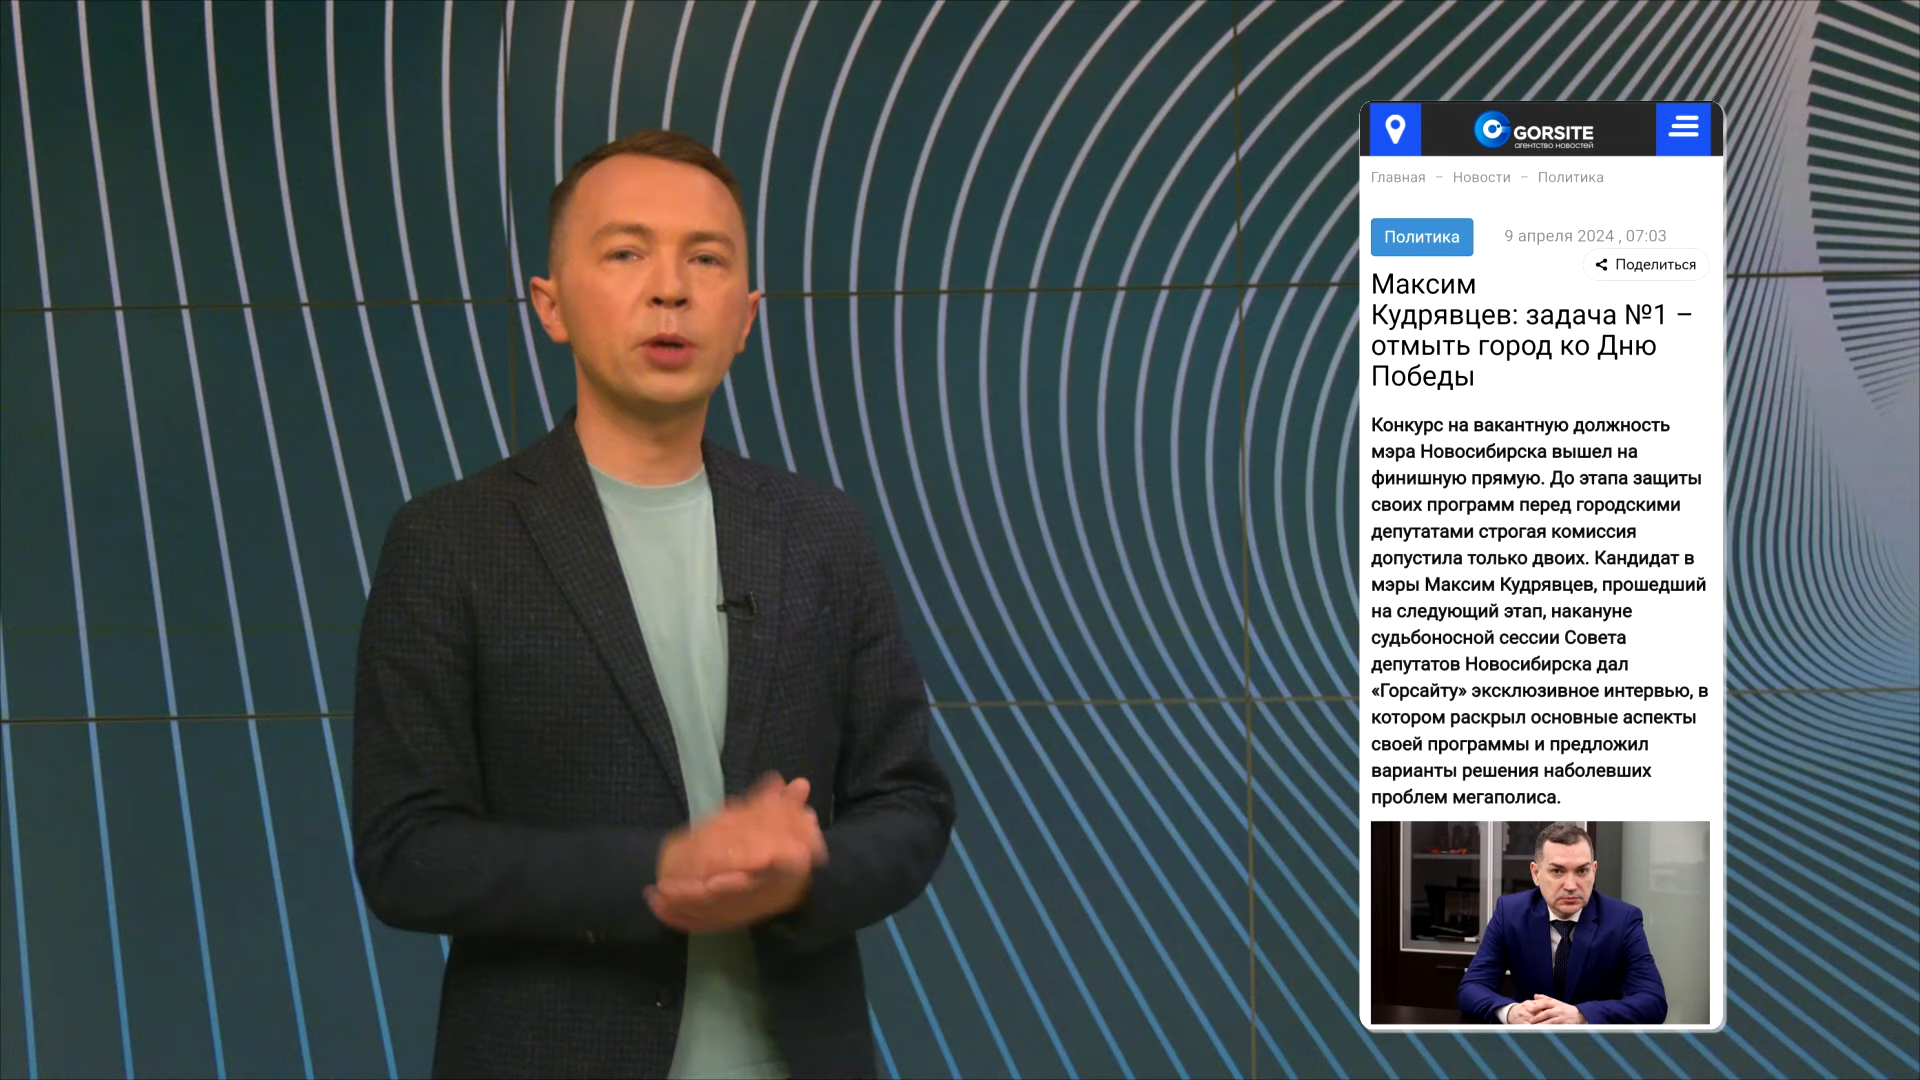 GORSITE
агентство новостей
Главная – Новости – Политика
Политика
9 апреля 2024 , 07:03
Поделиться
Максим
Кудрявцев: задача №1 –
отмыть город ко Дню
Победы
Конкурс на вакантную должность
мэра Новосибирска вышел на
финишную прямую. До этапа защиты
своих программ перед городскими
депутатами строгая комиссия
допустила только двоих. Кандидат в
мэры Максим Кудрявцев, прошедший
на следующий этап, накануне
судьбоносной сессии Совета
депутатов Новосибирска дал
«Горсайту» эксклюзивное интервью, в
котором раскрыл основные аспекты
своей программы и предложил
варианты решения наболевших
проблем мегаполиса.